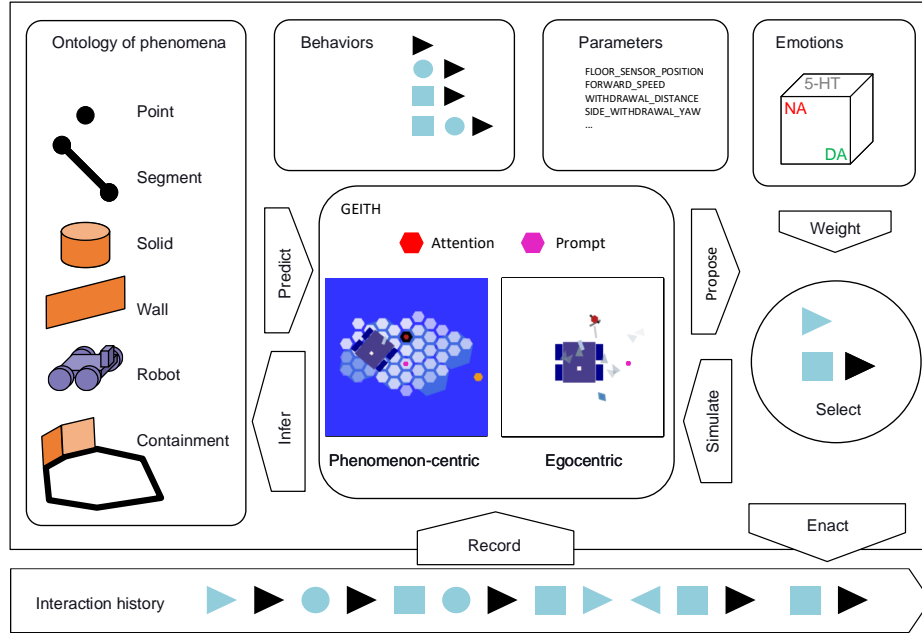 Ontology of phenomena
Point
Segment
Solid
Wall
Robot
Containment
Behaviors
Parameters
FLOOR_SENSOR_POSITION
FORWARD_SPEED
WITHDRAWAL_DISTANCE
SIDE_WITHDRAWAL_YAW
...
Emotions
5-HT
NA
DA
Predict
Infer
GEITH
Attention
Prompt
Phenomenon-centric
Egocentric
Propose
Simulate
Weight
Select
Enact
Record
Interaction history